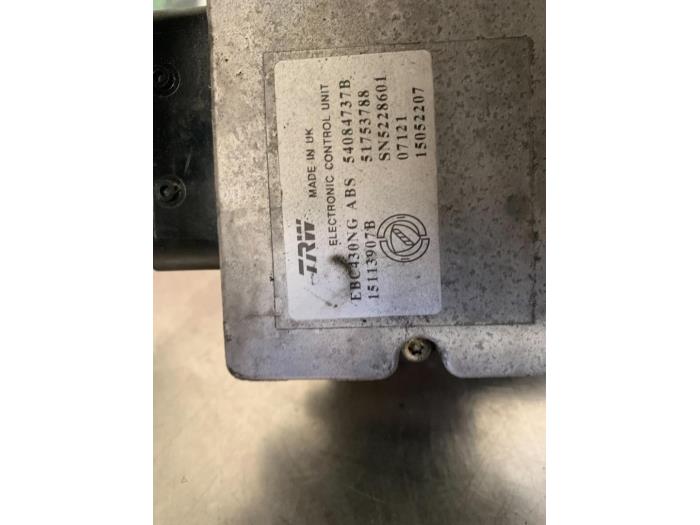 TRW
MADE IN UK
ELECTRONIC CONTROL UNIT
EBC430NG ABS 54084737B
15113907B 51753788
SN5228601
07121
15052207